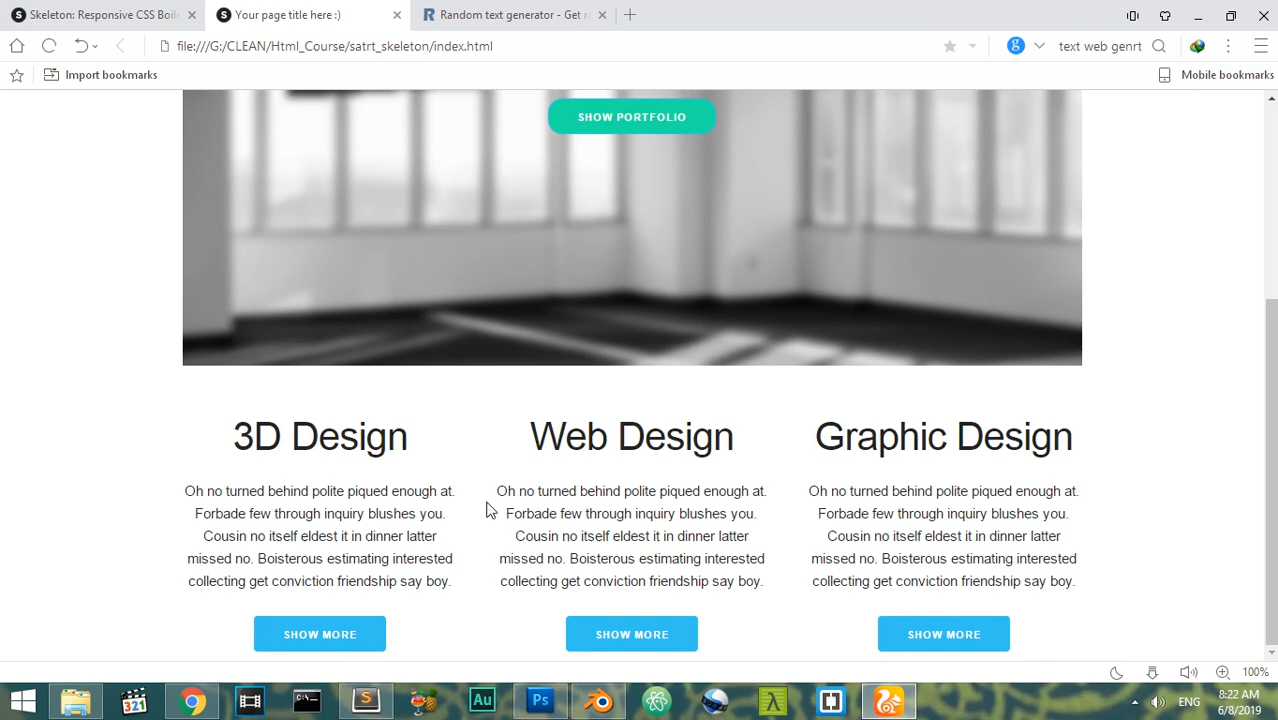 Skeleton: Responsive CSS Boil
Your page title here :)
Random text generator - Get r
file:///G:/CLEAN/Html_Course/satrt_skeleton/index.html
text web genrt
Import bookmarks
Mobile bookmarks
SHOW PORTFOLIO
3D Design
Oh no turned behind polite piqued enough at.
Forbade few through inquiry blushes you.
Cousin no itself eldest it in dinner latter
missed no. Boisterous estimating interested
collecting get conviction friendship say boy.
SHOW MORE
Web Design
Oh no turned behind polite piqued enough at.
Forbade few through inquiry blushes you.
Cousin no itself eldest it in dinner latter
missed no. Boisterous estimating interested
collecting get conviction friendship say boy.
SHOW MORE
Graphic Design
Oh no turned behind polite piqued enough at.
Forbade few through inquiry blushes you.
Cousin no itself eldest it in dinner latter
missed no. Boisterous estimating interested
collecting get conviction friendship say boy.
SHOW MORE
100%
321
Au
Ps
ENG
8:22 AM
6/8/2019